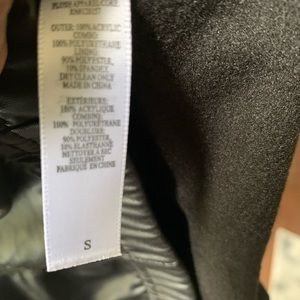 OUTER: 100% ACRYLIC
COMBO:
100% POLYURETHANE
LINING
90% POLYESTER,
10% SPANDEX
DRY CLEAN ONLY
MADE IN CHINA
EXTÉRIEURE:
100% ACRYLIQUE
COMBINE:
100% POLYURETHANE
DOUBLURE:
90% POLYESTER,
10% ELASTHANNE
NETTOYER A SEC
SEULEMENT
FABRIQUE EN CHINE
S